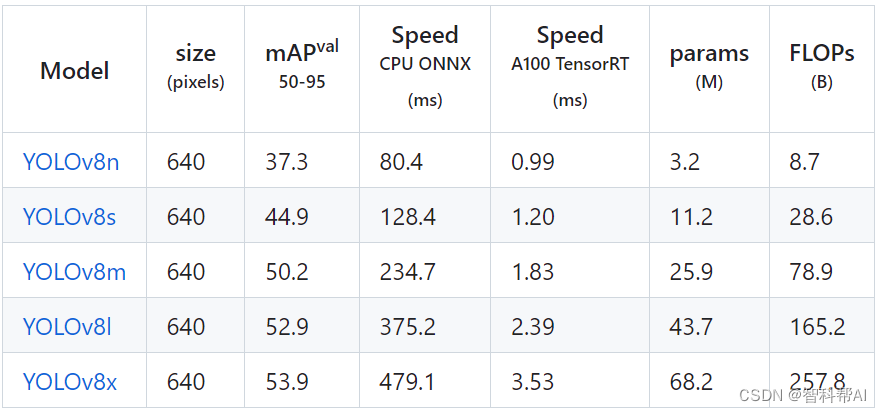 Model size (pixels) mAPval 50-95 Speed CPU ONNX (ms) Speed A100 TensorRT (ms) params (M) FLOPs (B)
YOLOv8n 640 37.3 80.4 0.99 3.2 8.7
YOLOv8s 640 44.9 128.4 1.20 11.2 28.6
YOLOv8m 640 50.2 234.7 1.83 25.9 78.9
YOLOv8l 640 52.9 375.2 2.39 43.7 165.2
YOLOv8x 640 53.9 479.1 3.53 68.2 257.8
CSDN @智科帮AI